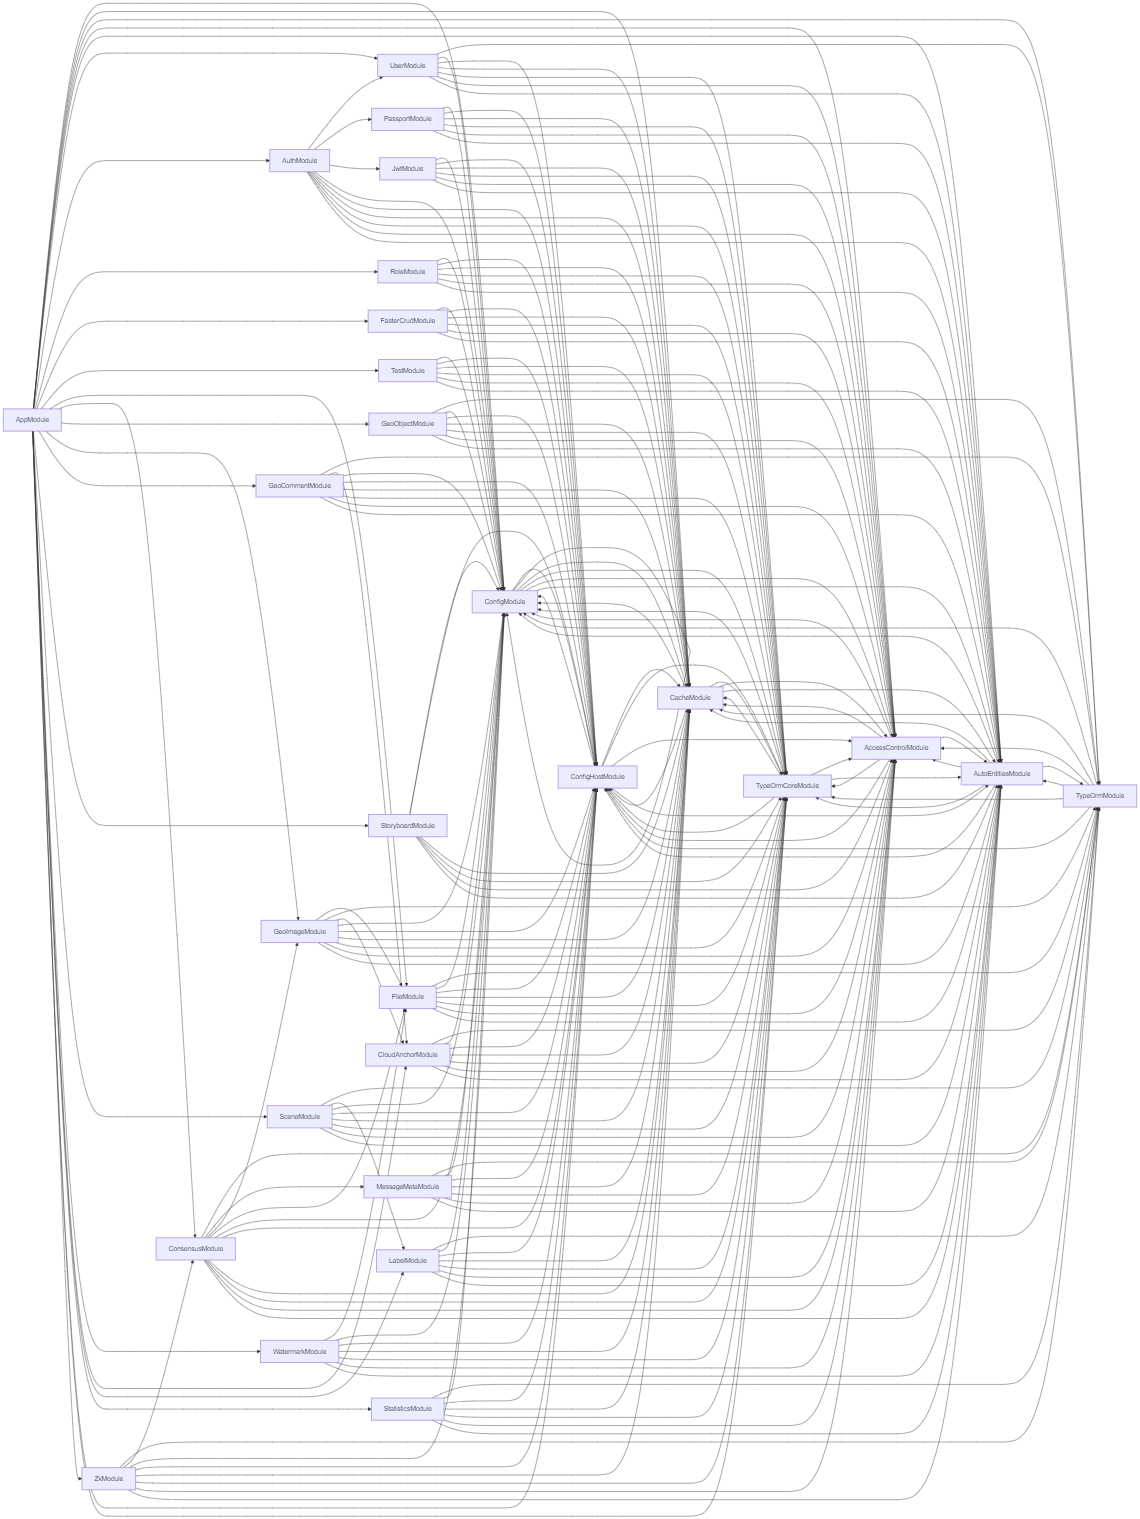 UserModule
PassportModule
AuthModule
JwtModule
RoleModule
FasterCrudModule
TestModule
AppModule
GeoObjectModule
GeoCommentModule
ConfigModule
CacheModule
AccessControlModule
ConfigHostModule
AutoEntitiesModule
TypeOrmCoreModule
TypeOrmModule
StoryboardModule
GeoImageModule
FileModule
CloudAnchorModule
SceneModule
MessageMetaModule
ConsensusModule
LabelModule
WatermarkModule
StatisticsModule
ZkModule